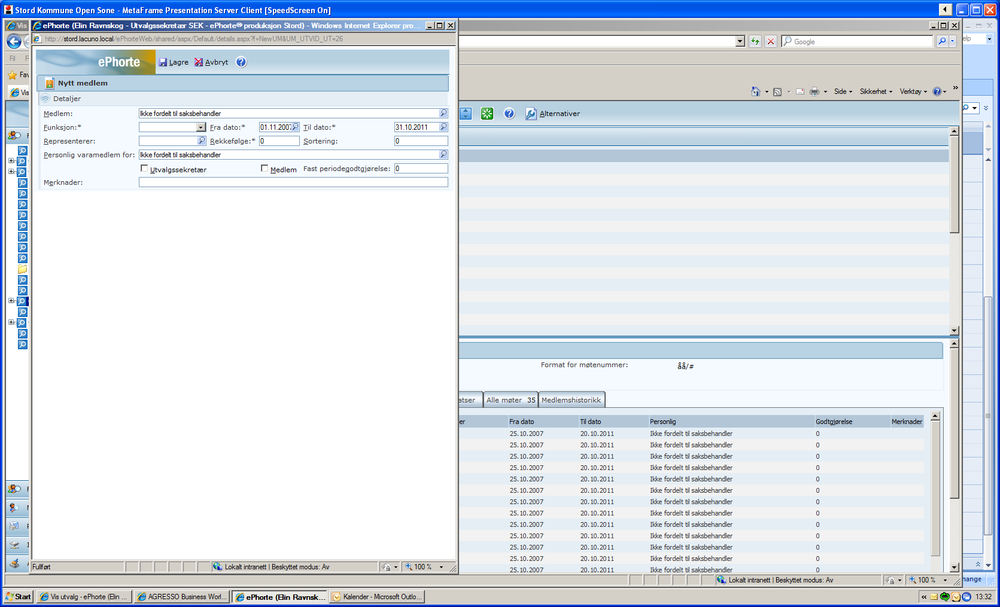 Stord Kommune Open Sone - MetaFrame Presentation Server Client [SpeedScreen On]
Vis
ePhorte (Elin Ravnskog - Utvalgssekretær SEK - ePhorte® produksjon Stord) - Windows Internet Explorer pro...
http://stord.lacuno.local/ePhorteWeb/shared/aspx/Default/details.aspx?f=NewUM&UM_UTVID_UT=26
Google
elp
Fil
ePhorte Lagre Avbryt
Fav
Nytt medlem
Vis
Side Sikkerhet Verktøy »
Detaljer
Medlem: Ikke fordelt til saksbehandler
Alternativer
Funksjon:* Fra dato:* 01.11.2007 Til dato:* 31.10.2011
Representerer: Rekkefølge:* 0 Sortering: 0
Personlig varamedlem for: Ikke fordelt til saksbehandler
Utvalgssekretær Medlem Fast periodegodtgjørelse: 0
Merknader:
Format for møtenummer: åå/#
atser Alle møter 35 Medlemshistorikk
er Fra dato Til dato Personlig Godtgjørelse Merknader
25.10.2007 20.10.2011 Ikke fordelt til saksbehandler 0
25.10.2007 20.10.2011 Ikke fordelt til saksbehandler 0
25.10.2007 20.10.2011 Ikke fordelt til saksbehandler 0
25.10.2007 20.10.2011 Ikke fordelt til saksbehandler 0
25.10.2007 20.10.2011 Ikke fordelt til saksbehandler 0
25.10.2007 20.10.2011 Ikke fordelt til saksbehandler 0
25.10.2007 20.10.2011 Ikke fordelt til saksbehandler 0
25.10.2007 20.10.2011 Ikke fordelt til saksbehandler 0
25.10.2007 20.10.2011 Ikke fordelt til saksbehandler 0
25.10.2007 20.10.2011 Ikke fordelt til saksbehandler 0
25.10.2007 20.10.2011 Ikke fordelt til saksbehandler 0
25.10.2007 20.10.2011 Ikke fordelt til saksbehandler 0
25.10.2007 20.10.2011 Ikke fordelt til saksbehandler 0
Fullført Lokalt intranett | Beskyttet modus: Av 100 %
Lokalt intranett | Beskyttet modus: Av 100 %
hange
Start Vis utvalg - ePhorte (Elin ... AGRESSO Business Worl... ePhorte (Elin Ravnsk... Kalender - Microsoft Outlo... « 13:32